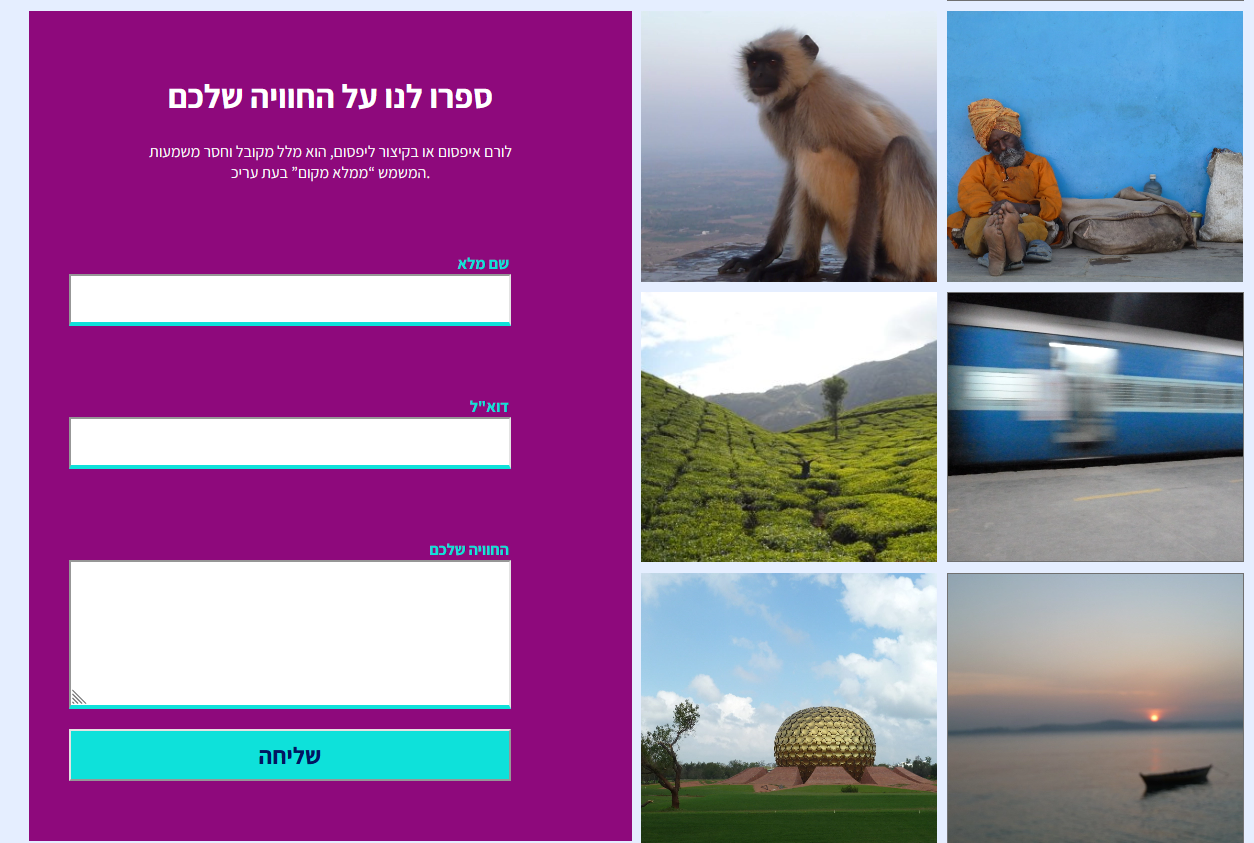 ספרו לנו על החוויה שלכם
לורם איפסום או בקיצור ליפסום, הוא מלל מקובל וחסר משמעות
המשמש “ממלא מקום” בעת עריכ.
שם מלא
דוא"ל
החוויה שלכם
שליחה